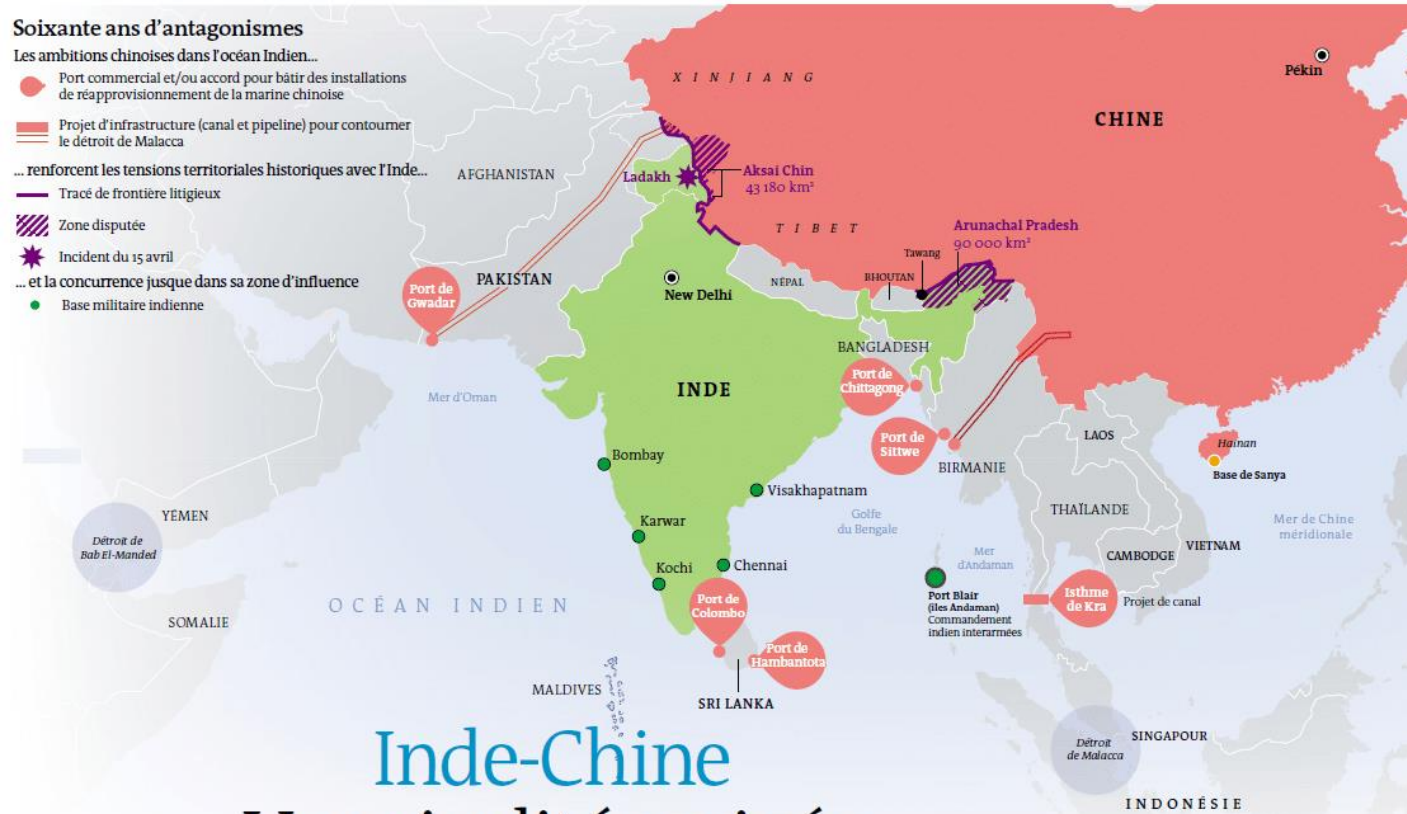 Soixante ans d'antagonismes
Les ambitions chinoises dans l'océan Indien...
Port commercial et/ou accord pour bâtir des installations
de réapprovisionnement de la marine chinoise
Projet d'infrastructure (canal et pipeline) pour contourner
le détroit de Malacca
... renforcent les tensions territoriales historiques avec l'Inde...
Tracé de frontière litigieux
Zone disputée
Incident du 15 avril
... et la concurrence jusque dans sa zone d'influence
Base militaire indienne
XINJIANG
Pékin
CHINE
AFGHANISTAN
Ladakh
Aksai Chin
43 180 km²
TIBET
Arunachal Pradesh
90 000 km²
Tawang
PAKISTAN
Port de
Gwadar
New Delhi
NÉPAL
BHOUTAN
BANGLADESH
Port de
Chittagong
INDE
Mer d'Oman
Port de
Sittwe
BIRMANIE
LAOS
Hainan
Base de Sanya
Bombay
Visakhapatnam
Golfe
du Bengale
THAÏLANDE
YÉMEN
Détroit de
Bab El-Manded
Karwar
Mer de Chine
méridionale
Kochi
Chennai
Mer
d'Andaman
CAMBODGE
VIETNAM
Port Blair
(îles Andaman)
Commandement
indien interarmées
Isthme
de Kra
Projet de canal
OCÉAN INDIEN
Port de
Colombo
SOMALIE
Port de
Hambantota
MALDIVES
SRI LANKA
Détroit
de Malacca
SINGAPOUR
Inde-Chine
INDONÉSIE